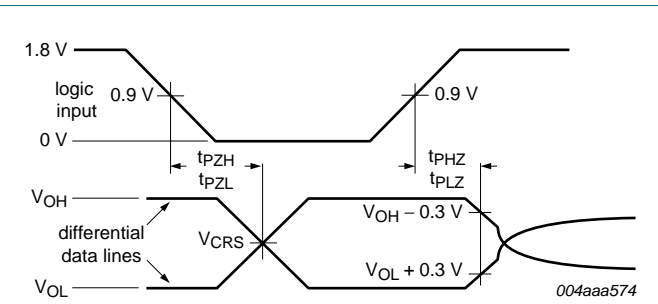 1.8 V
logic
input
0.9 V
0.9 V
0 V
tPZH
tPZL
tPHZ
tPLZ
VOH
VOH – 0.3 V
differential
data lines
VCRS
VOL + 0.3 V
VOL
004aaa574